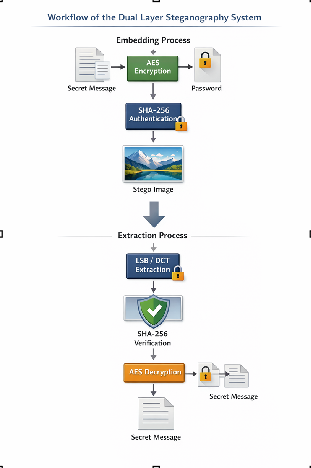 Workflow of the Dual Layer Steganography System
Embedding Process
AES
Encryption
Secret Message
Password
SHA-256
Authentication
Stego Image
Extraction Process
LSB / DCT
Extraction
SHA-256
Verification
AES Decryption
Secret Message
Secret Message